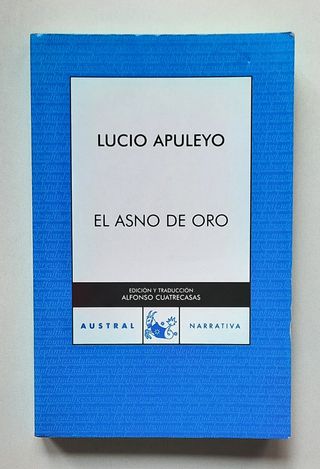 LUCIO APULEYO
EL ASNO DE ORO
EDICIÓN Y TRADUCCIÓN
ALFONSO CUATRECASAS
AUSTRAL NARRATIVA